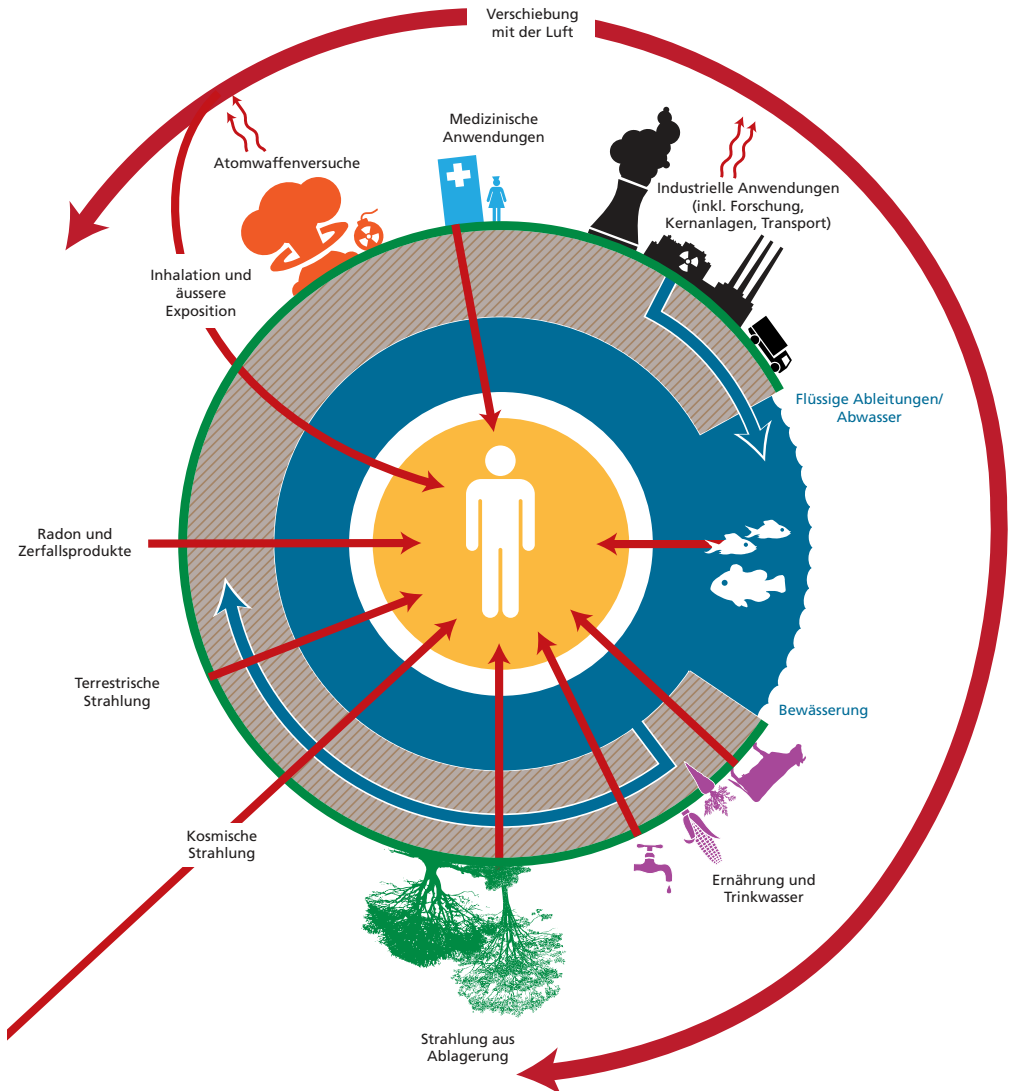 Verschiebung
mit der Luft
Medizinische
Anwendungen
Atomwaffenversuche
Industrielle Anwendungen
(inkl. Forschung,
Kernanlagen, Transport)
Inhalation und
äussere
Exposition
Flüssige Ableitungen/
Abwasser
Radon und
Zerfallsprodukte
Terrestrische
Strahlung
Bewässerung
Kosmische
Strahlung
Ernährung und
Trinkwasser
Strahlung aus
Ablagerung